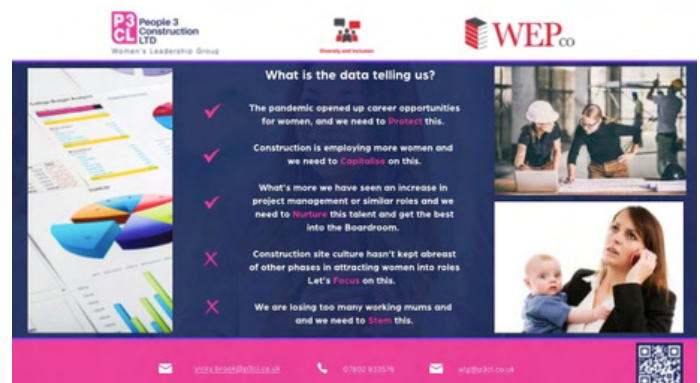 P3
CL
People 3
Construction
LTD
Women's Leadership Group
Diversity and Inclusion
WEPco
What is the data telling us?
The pandemic opened up career opportunities
for women, and we need to Protect this.
Construction is employing more women and
we need to Capitalise on this.
What's more we have seen an increase in
project management or similar roles and we
need to Nurture this talent and get the best
into the Boardroom.
Construction site culture hasn't kept abreast
of other phases in attracting women into roles
Let's Focus on this.
We are losing too many working mums and
and we need to Stem this.
vicky.brook@p3cl.co.uk
07802 933576
wlg@p3cl.co.uk